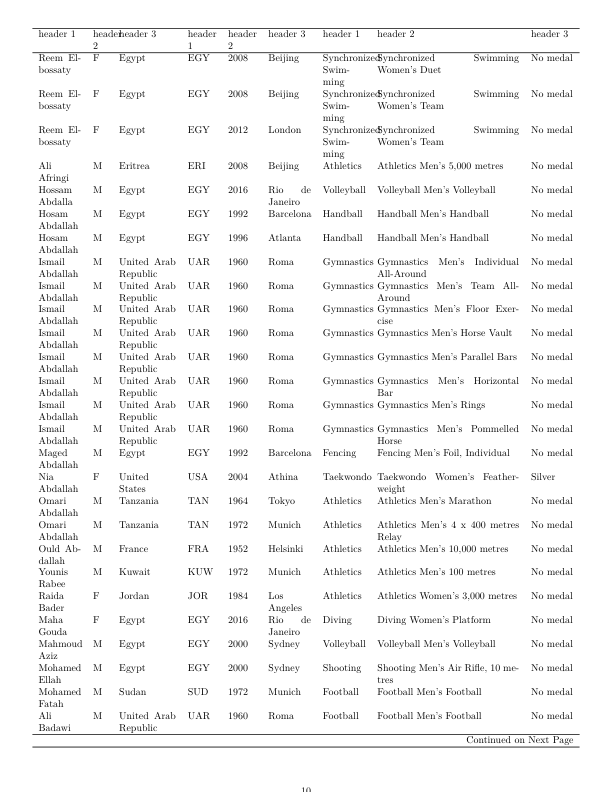 header 1 header 2 header 3 header 1 header 2 header 3 header 1 header 2 header 3
Reem El-bossaty F Egypt EGY 2008 Beijing Synchronized Swim-ming Synchronized Swimming Women's Duet No medal
Reem El-bossaty F Egypt EGY 2008 Beijing Synchronized Swim-ming Synchronized Swimming Women's Team No medal
Reem El-bossaty F Egypt EGY 2012 London Synchronized Swim-ming Synchronized Swimming Women's Team No medal
Ali Afringi M Eritrea ERI 2008 Beijing Athletics Athletics Men's 5,000 metres No medal
Hossam Abdalla M Egypt EGY 2016 Rio de Janeiro Volleyball Volleyball Men's Volleyball No medal
Hosam Abdallah M Egypt EGY 1992 Barcelona Handball Handball Men's Handball No medal
Hosam Abdallah M Egypt EGY 1996 Atlanta Handball Handball Men's Handball No medal
Ismail Abdallah M United Arab Republic UAR 1960 Roma Gymnastics Gymnastics Men's Individual All-Around No medal
Ismail Abdallah M United Arab Republic UAR 1960 Roma Gymnastics Gymnastics Men's Team All-Around No medal
Ismail Abdallah M United Arab Republic UAR 1960 Roma Gymnastics Gymnastics Men's Floor Exer-cise No medal
Ismail Abdallah M United Arab Republic UAR 1960 Roma Gymnastics Gymnastics Men's Horse Vault No medal
Ismail Abdallah M United Arab Republic UAR 1960 Roma Gymnastics Gymnastics Men's Parallel Bars No medal
Ismail Abdallah M United Arab Republic UAR 1960 Roma Gymnastics Gymnastics Men's Horizontal Bar No medal
Ismail Abdallah M United Arab Republic UAR 1960 Roma Gymnastics Gymnastics Men's Rings No medal
Ismail Abdallah M United Arab Republic UAR 1960 Roma Gymnastics Gymnastics Men's Pommelled Horse No medal
Maged Abdallah M Egypt EGY 1992 Barcelona Fencing Fencing Men's Foil, Individual No medal
Nia Abdallah F United States USA 2004 Athina Taekwondo Taekwondo Women's Feather-weight Silver
Omari Abdallah M Tanzania TAN 1964 Tokyo Athletics Athletics Men's Marathon No medal
Omari Abdallah M Tanzania TAN 1972 Munich Athletics Athletics Men's 4 x 400 metres Relay No medal
Ould Ab-dallah M France FRA 1952 Helsinki Athletics Athletics Men's 10,000 metres No medal
Younis Rabee M Kuwait KUW 1972 Munich Athletics Athletics Men's 100 metres No medal
Raida Bader F Jordan JOR 1984 Los Angeles Athletics Athletics Women's 3,000 metres No medal
Maha Gouda F Egypt EGY 2016 Rio de Janeiro Diving Diving Women's Platform No medal
Mahmoud Aziz M Egypt EGY 2000 Sydney Volleyball Volleyball Men's Volleyball No medal
Mohamed Ellah M Egypt EGY 2000 Sydney Shooting Shooting Men's Air Rifle, 10 me-tres No medal
Mohamed Fatah M Sudan SUD 1972 Munich Football Football Men's Football No medal
Ali Badawi M United Arab Republic UAR 1960 Roma Football Football Men's Football No medal
Continued on Next Page
10